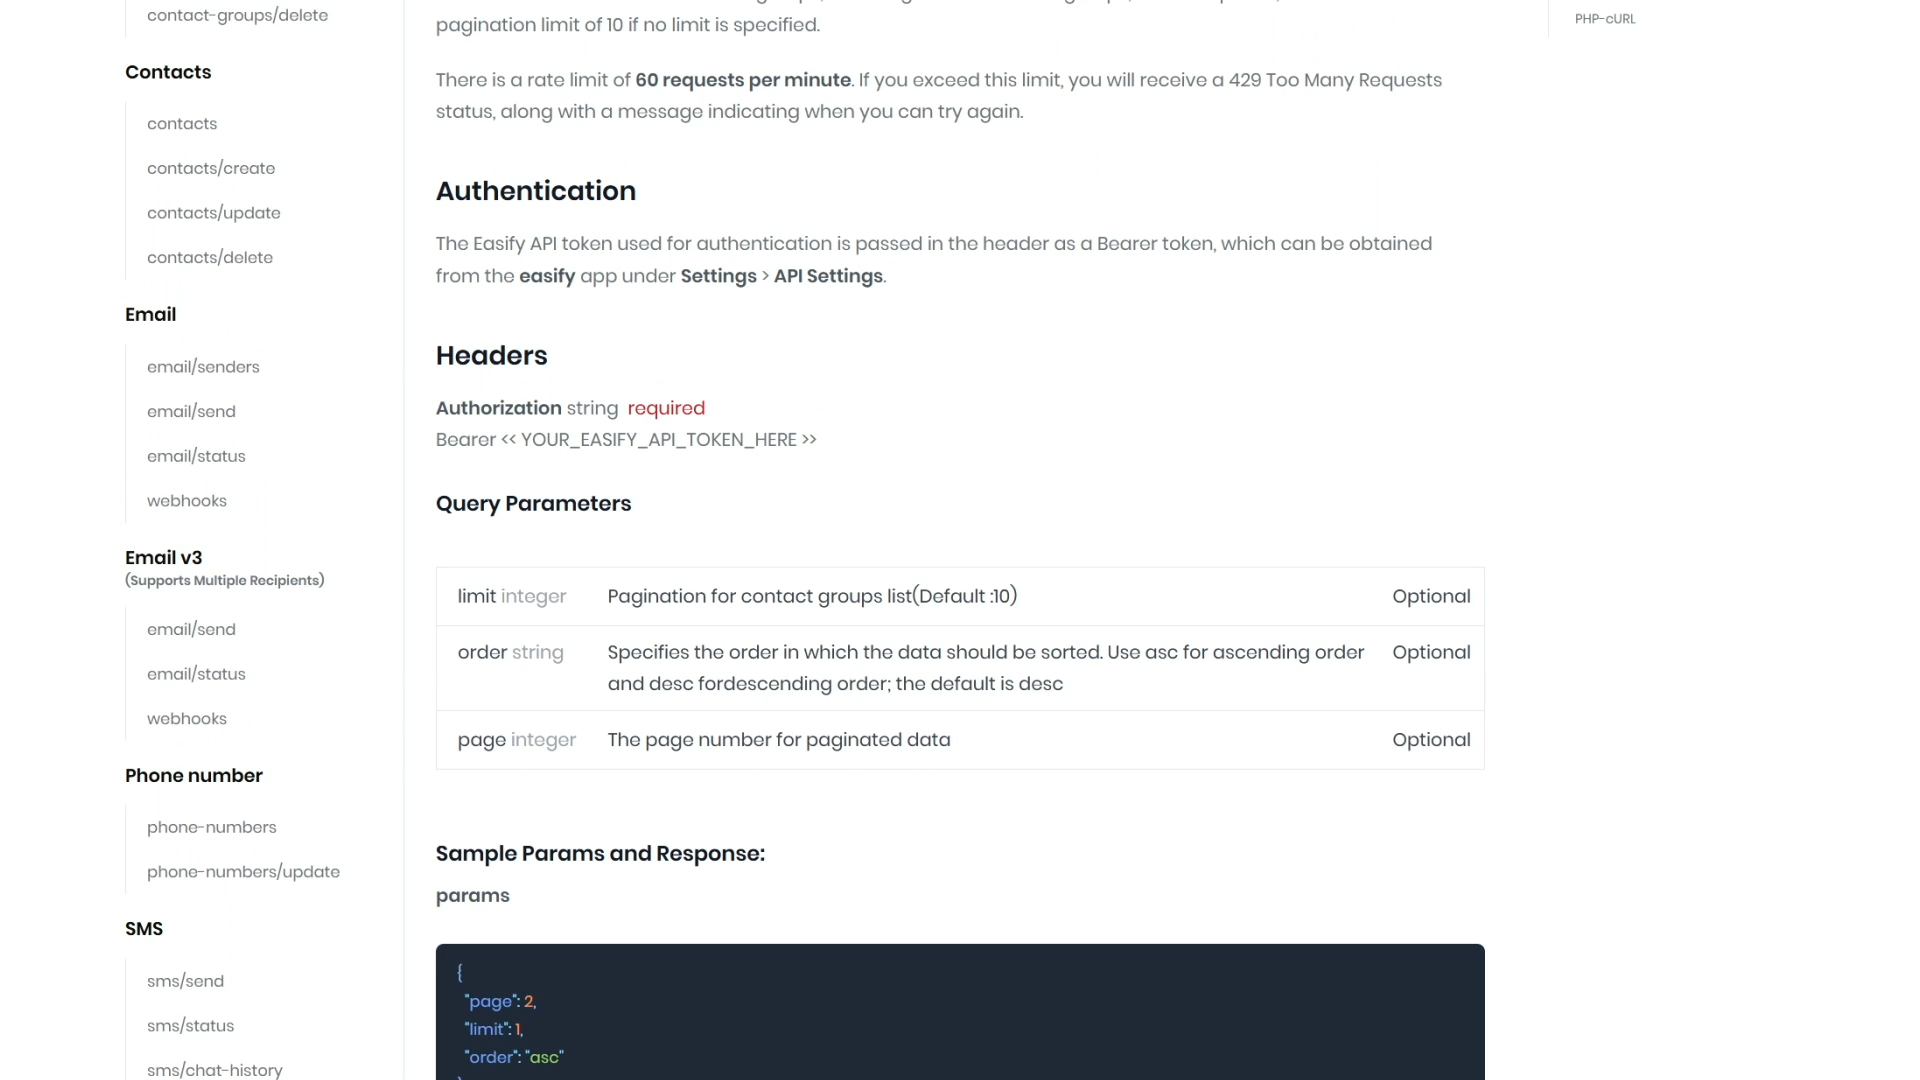 contact-groups/delete
Contacts
contacts
contacts/create
contacts/update
contacts/delete
Email
email/senders
email/send
email/status
webhooks
Email v3
(Supports Multiple Recipients)
email/send
email/status
webhooks
Phone number
phone-numbers
phone-numbers/update
SMS
sms/send
sms/status
sms/chat-history
pagination limit of 10 if no limit is specified.
There is a rate limit of 60 requests per minute. If you exceed this limit, you will receive a 429 Too Many Requests
status, along with a message indicating when you can try again.
Authentication
The Easify API token used for authentication is passed in the header as a Bearer token, which can be obtained
from the easify app under Settings > API Settings.
Headers
Authorization string required
Bearer << YOUR_EASIFY_API_TOKEN_HERE >>
Query Parameters
limit integer Pagination for contact groups list(Default :10) Optional
order string Specifies the order in which the data should be sorted. Use asc for ascending order Optional
and desc fordescending order; the default is desc
page integer The page number for paginated data Optional
Sample Params and Response:
params
{
"page": 2,
"limit": 1,
"order": "asc"
PHP-cURL